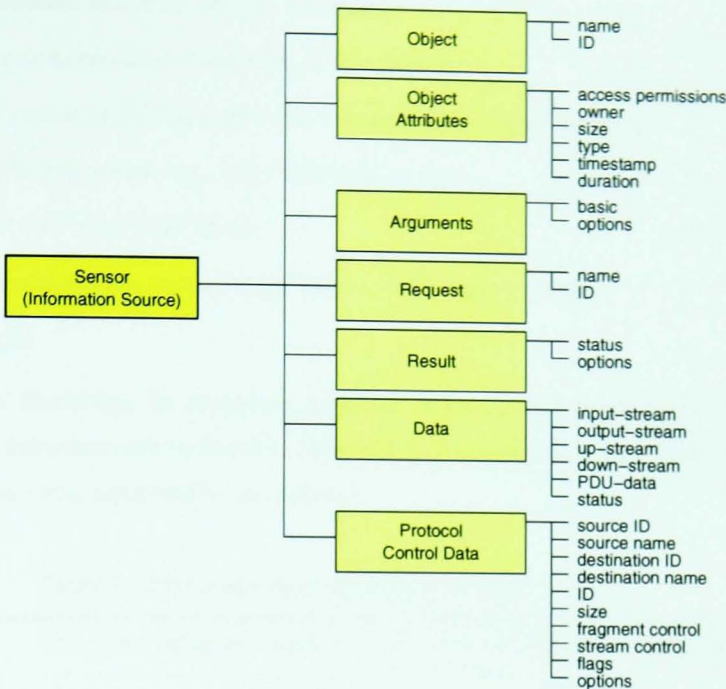 Sensor
(Information Source)
Object
name
ID
Object
Attributes
access permissions
owner
size
type
timestamp
duration
Arguments
basic
options
Request
name
ID
Result
status
options
Data
input-stream
output-stream
up-stream
down-stream
PDU-data
status
Protocol
Control Data
source ID
source name
destination ID
destination name
ID
size
fragment control
stream control
flags
options